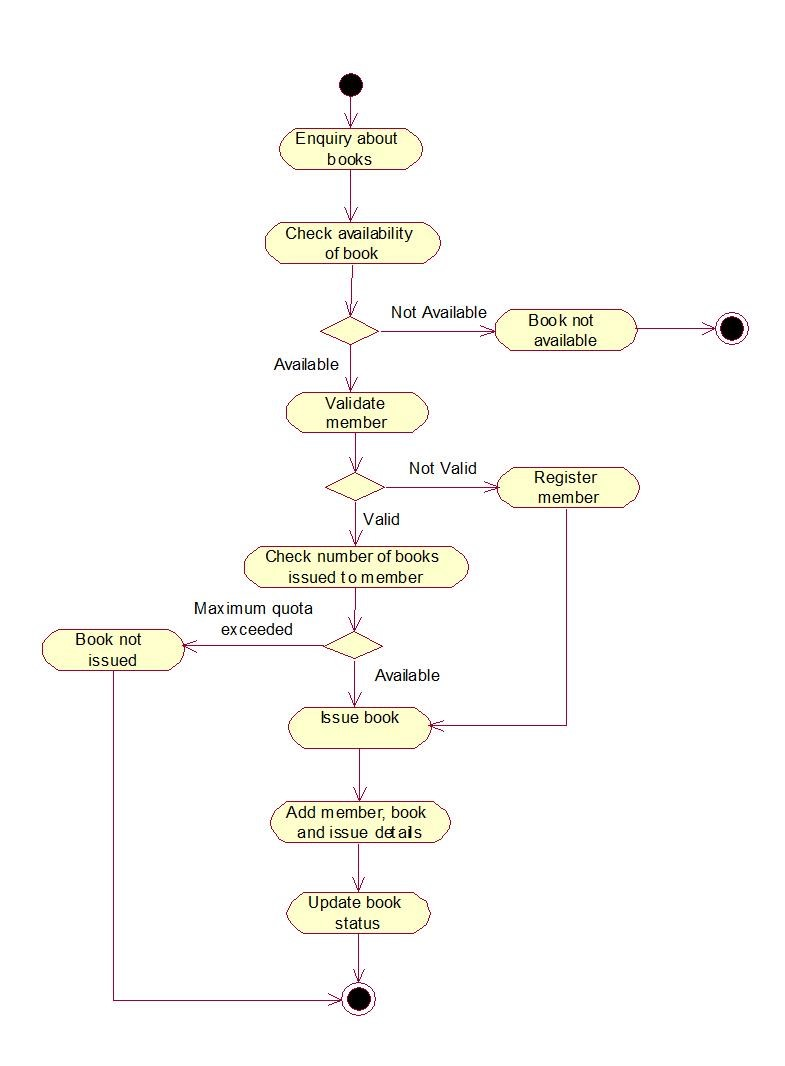 Enquiry about
books
Check availability
of book
Not Available
Book not
available
Available
Validate
member
Not Valid
Register
member
Valid
Check number of books
issued to member
Maximum quota
exceeded
Book not
issued
Available
Issue book
Add member, book
and issue details
Update book
status